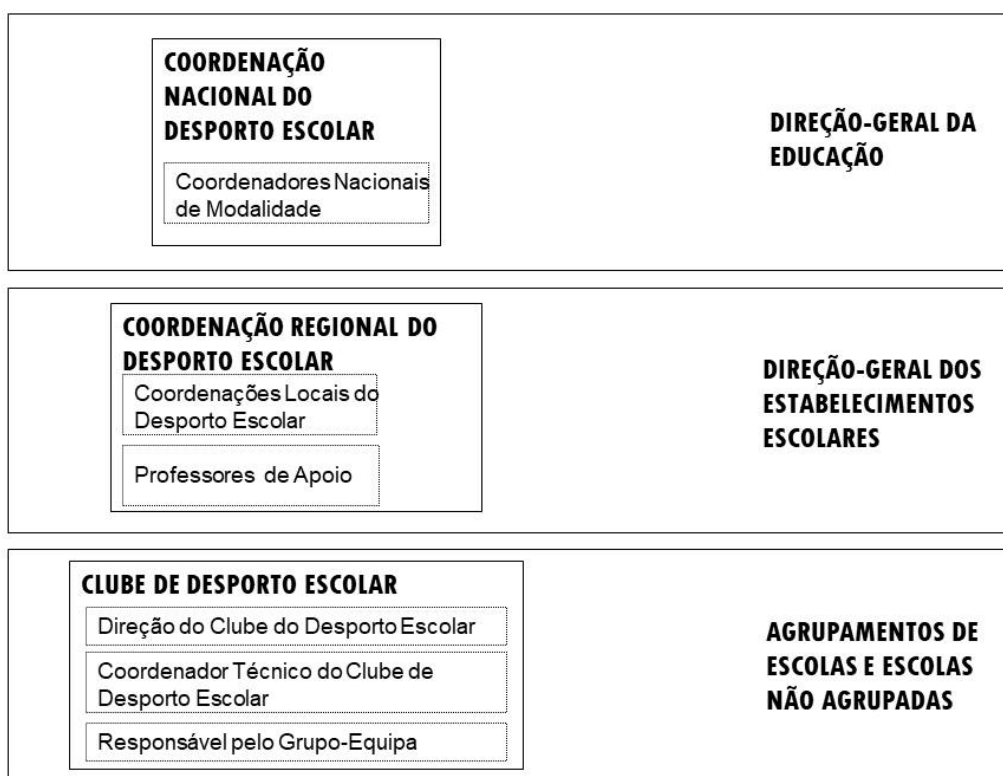 COORDENAÇÃO
NACIONAL DO
DESPORTO ESCOLAR
Coordenadores Nacionais
de Modalidade
DIREÇÃO-GERAL DA
EDUCAÇÃO
COORDENAÇÃO REGIONAL DO
DESPORTO ESCOLAR
Coordenações Locais do
Desporto Escolar
Professores de Apoio
DIREÇÃO-GERAL DOS
ESTABELECIMENTOS
ESCOLARES
CLUBE DE DESPORTO ESCOLAR
Direção do Clube do Desporto Escolar
Coordenador Técnico do Clube de
Desporto Escolar
Responsável pelo Grupo-Equipa
AGRUPAMENTOS DE
ESCOLAS E ESCOLAS
NÃO AGRUPADAS